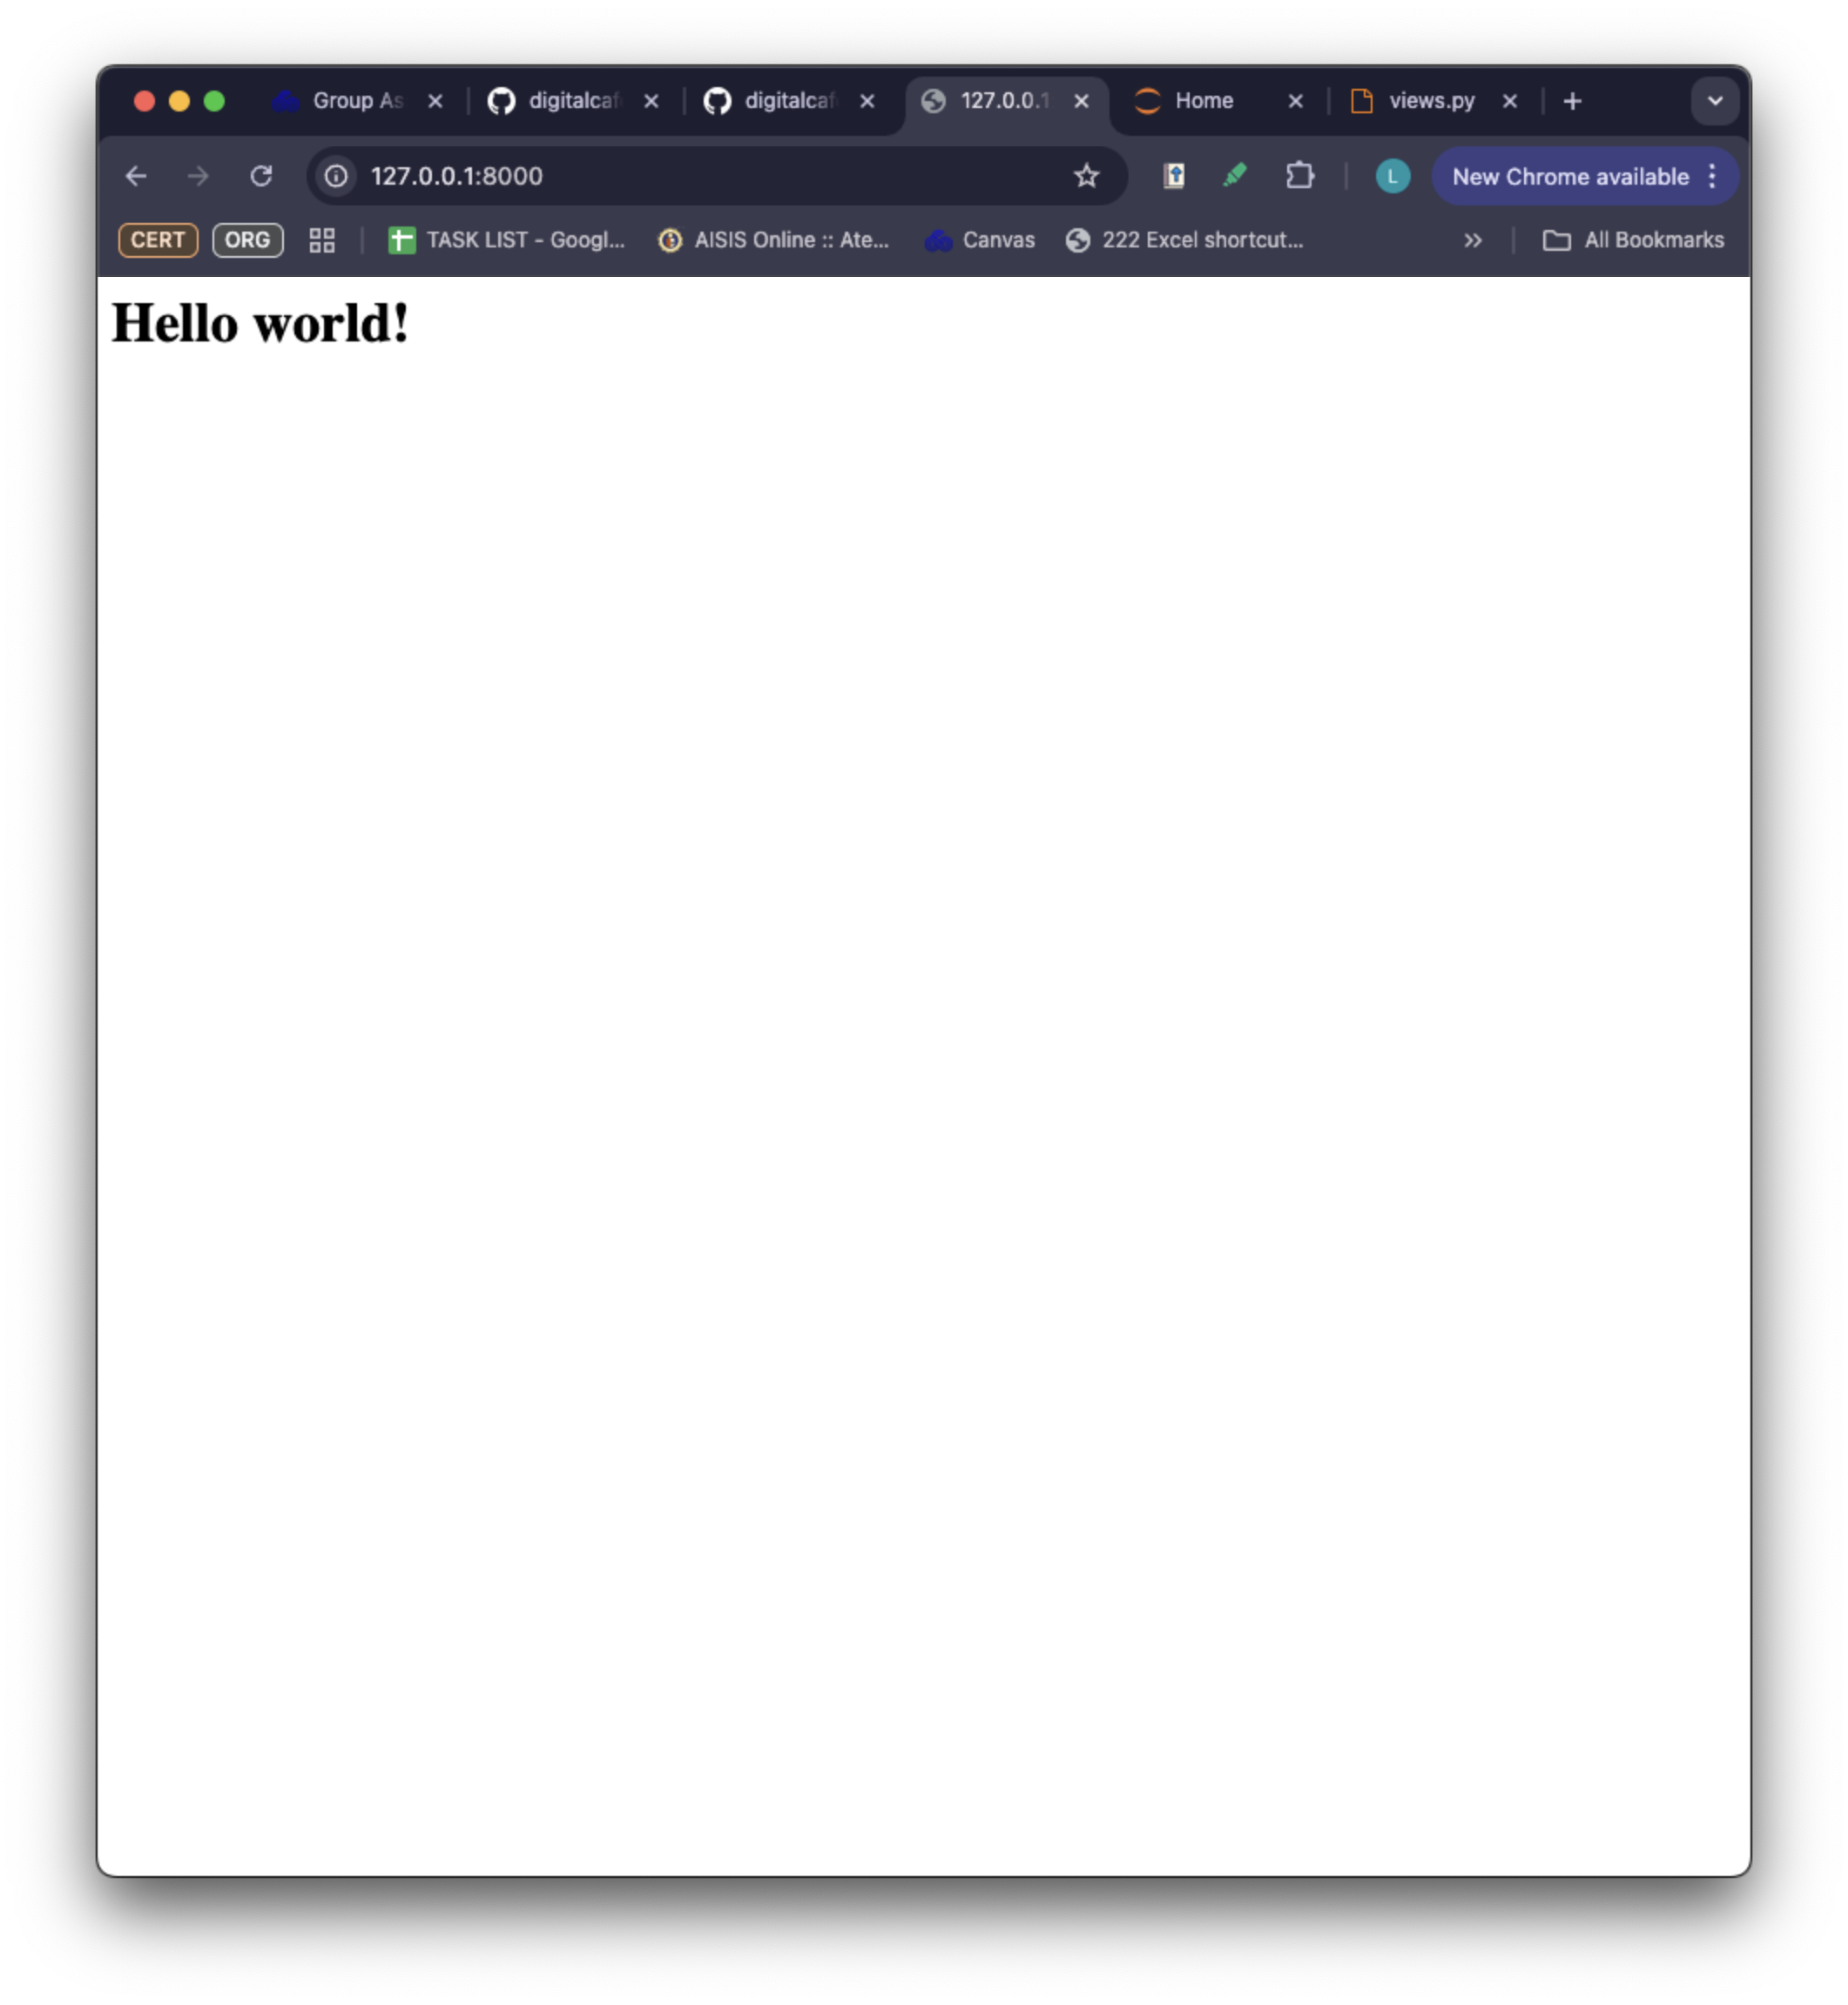 Group As
digitalcaf
digitalcaf
127.0.0.1
Home
views.py
127.0.0.1:8000
L
New Chrome available
CERT
ORG
TASK LIST - Googl...
AISIS Online :: Ate...
Canvas
222 Excel shortcut...
All Bookmarks
Hello world!